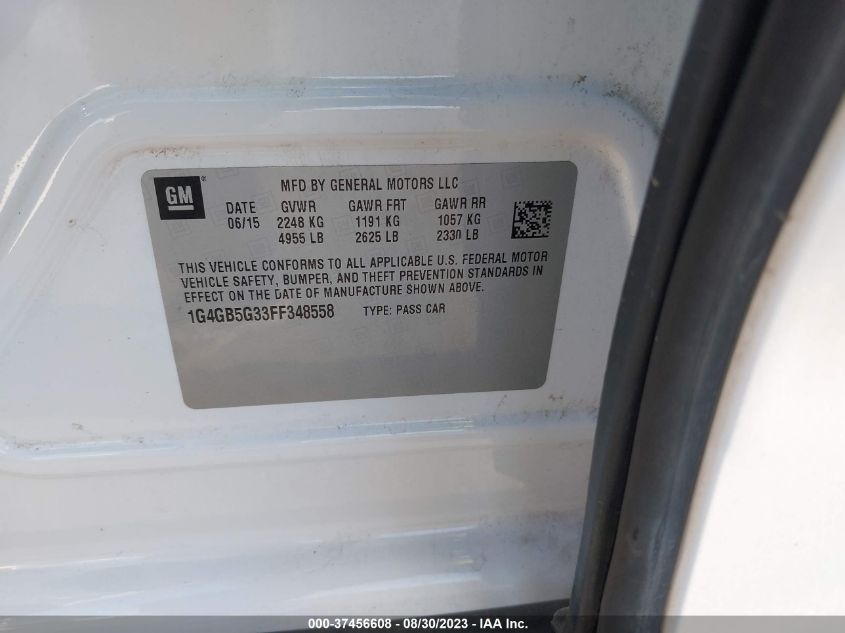 GM
MFD BY GENERAL MOTORS LLC
DATE GVWR GAWR FRT GAWR RR
06/15 2248 KG 1191 KG 1057 KG
4955 LB 2625 LB 2330 LB
THIS VEHICLE CONFORMS TO ALL APPLICABLE U.S. FEDERAL MOTOR
VEHICLE SAFETY, BUMPER, AND THEFT PREVENTION STANDARDS IN
EFFECT ON THE DATE OF MANUFACTURE SHOWN ABOVE.
1G4GB5G33FF348558 TYPE: PASS CAR
000-37456608 - 08/30/2023 - IAA Inc.